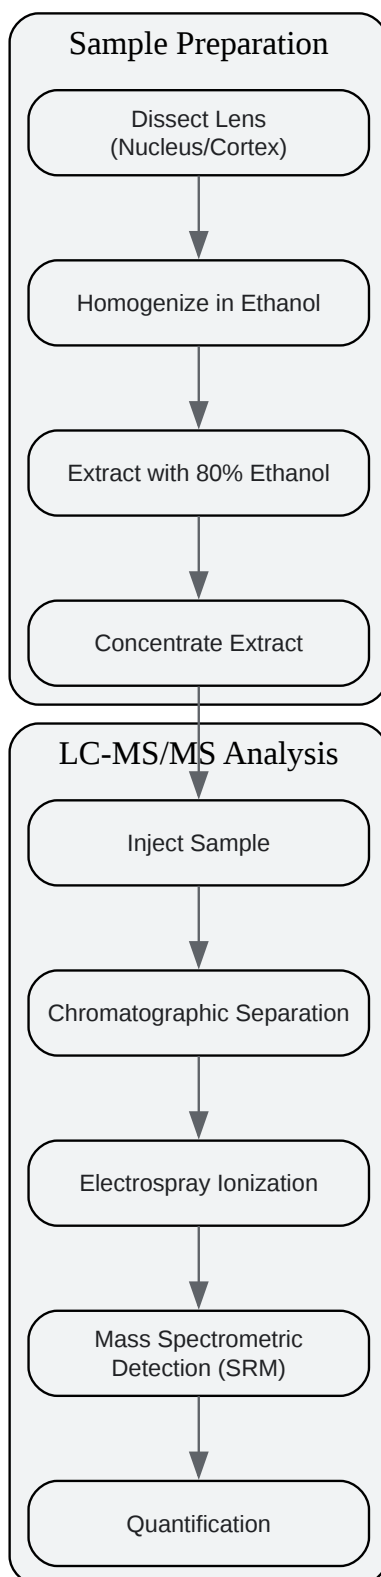 Sample Preparation
Dissect Lens
(Nucleus/Cortex)
Homogenize in Ethanol
Extract with 80% Ethanol
Concentrate Extract
LC-MS/MS Analysis
Inject Sample
Chromatographic Separation
Electrospray Ionization
Mass Spectrometric
Detection (SRM)
Quantification